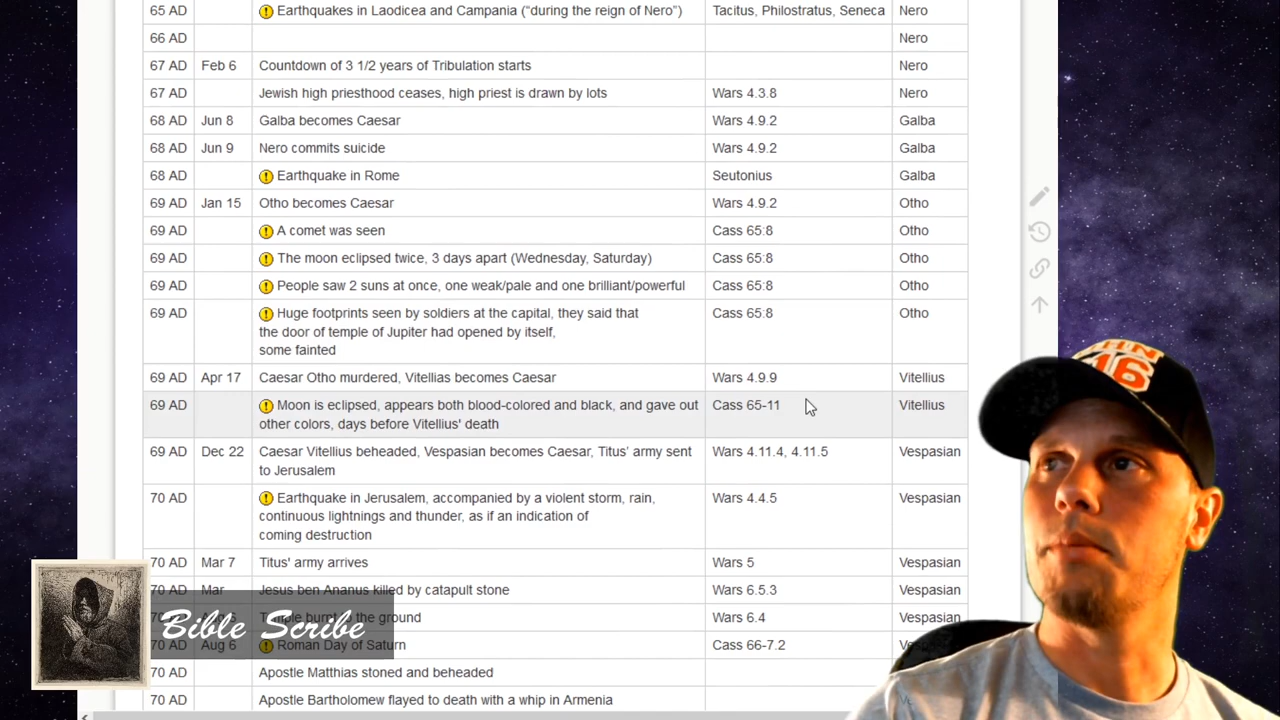 65 AD Earthquakes in Laodicea and Campania (“during the reign of Nero”) Tacitus, Philostratus, Seneca Nero
66 AD Nero
67 AD Feb 6 Countdown of 3 1/2 years of Tribulation starts Nero
67 AD Jewish high priesthood ceases, high priest is drawn by lots Wars 4.3.8 Nero
68 AD Jun 8 Galba becomes Caesar Wars 4.9.2 Galba
68 AD Jun 9 Nero commits suicide Wars 4.9.2 Galba
68 AD Earthquake in Rome Seutonius Galba
69 AD Jan 15 Otho becomes Caesar Wars 4.9.2 Otho
69 AD A comet was seen Cass 65:8 Otho
69 AD The moon eclipsed twice, 3 days apart (Wednesday, Saturday) Cass 65:8 Otho
69 AD People saw 2 suns at once, one weak/pale and one brilliant/powerful Cass 65:8 Otho
69 AD Huge footprints seen by soldiers at the capital, they said that Cass 65:8 Otho
the door of temple of Jupiter had opened by itself,
some fainted
69 AD Apr 17 Caesar Otho murdered, Vitellias becomes Caesar Wars 4.9.9 Vitellius
69 AD Moon is eclipsed, appears both blood-colored and black, and gave out Cass 65-11 Vitellius
other colors, days before Vitellius' death
69 AD Dec 22 Caesar Vitellius beheaded, Vespasian becomes Caesar, Titus’ army sent Wars 4.11.4, 4.11.5 Vespasian
to Jerusalem
70 AD Earthquake in Jerusalem, accompanied by a violent storm, rain, Wars 4.4.5 Vespasian
continuous lightnings and thunder, as if an indication of
coming destruction
70 AD Mar 7 Titus' army arrives Wars 5 Vespasian
70 AD Mar Jesus ben Ananus killed by catapult stone Wars 6.5.3 Vespasian
Temple burnt to the ground Wars 6.4 Vespasian
Bible Scribe
70 AD Aug 6 Roman Day of Saturn Cass 66-7.2
70 AD Apostle Matthias stoned and beheaded
70 AD Apostle Bartholomew flayed to death with a whip in Armenia
16